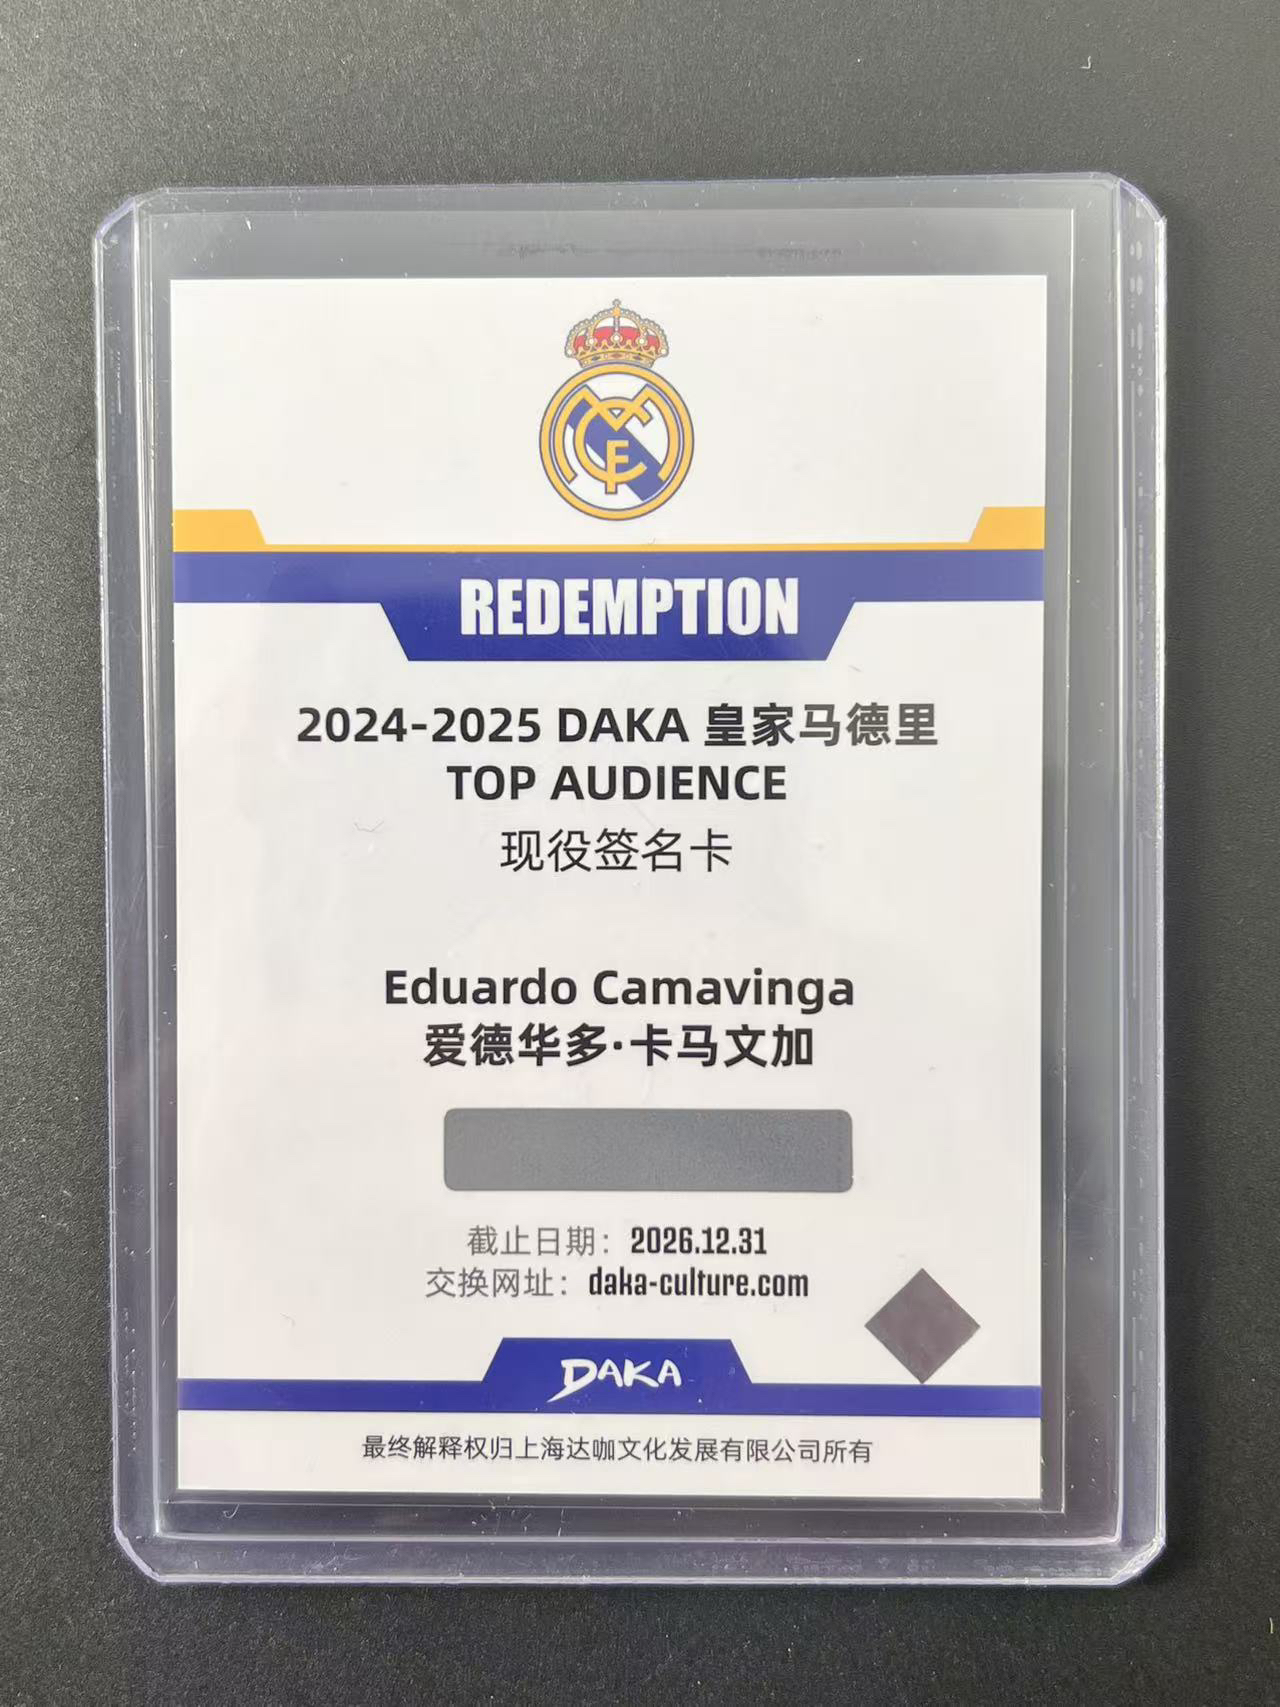 REDEMPTION
2024-2025 DAKA 皇家马德里
TOP AUDIENCE
现役签名卡
Eduardo Camavinga
爱德华多·卡马文加
截止日期：2026.12.31
交换网址：daka-culture.com
DAKA
最终解释权归上海达咖文化发展有限公司所有